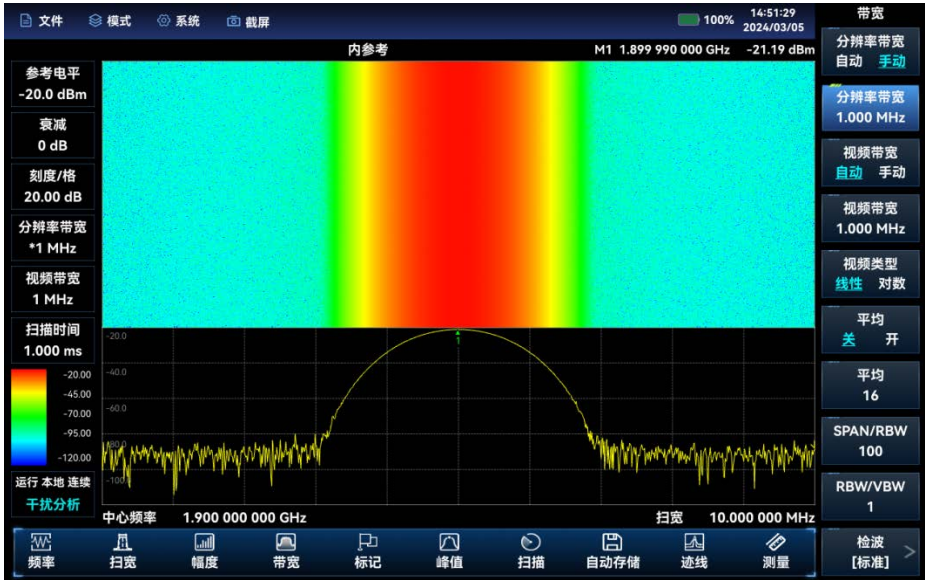 文件 模式 系统 截屏 100% 14:51:29
2024/03/05
内参考 M1 1.899 990 000 GHz -21.19 dBm
参考电平
-20.0 dBm
衰减
0 dB
刻度/格
20.00 dB
分辨率带宽
*1 MHz
视频带宽
1 MHz
扫描时间
1.000 ms
-20.00
-45.00
-70.00
-95.00
-120.00
运行 本地 连续
干扰分析
-20.0
1
-40.0
-60.0
-80.0
-100.
中心频率 1.900 000 000 GHz 扫宽 10.000 000 MHz
带宽
分辨率带宽
自动 手动
分辨率带宽
1.000 MHz
视频带宽
自动 手动
视频带宽
1.000 MHz
视频类型
线性 对数
平均
关 开
平均
16
SPAN/RBW
100
RBW/VBW
1
检波 >
[标准]
频率 扫宽 幅度 带宽 标记 峰值 扫描 自动存储 迹线 测量